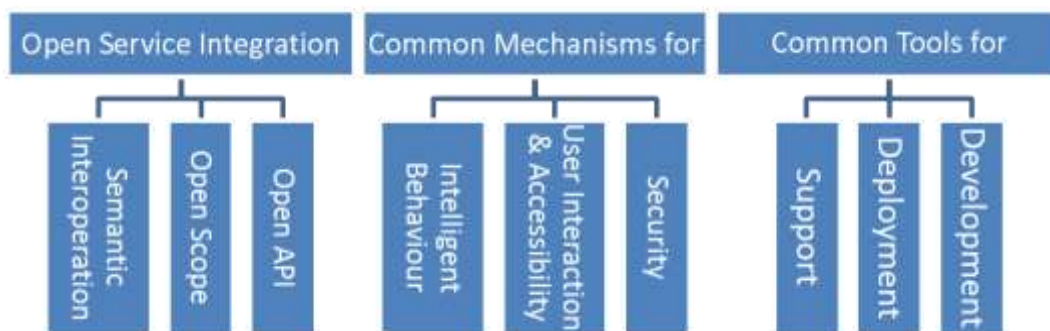 Open Service Integration
Common Mechanisms for
Common Tools for
Semantic
Interoperation
Open Scope
Open API
Intelligent
Behaviour
User Interaction
& Accessibility
Security
Support
Deployment
Development